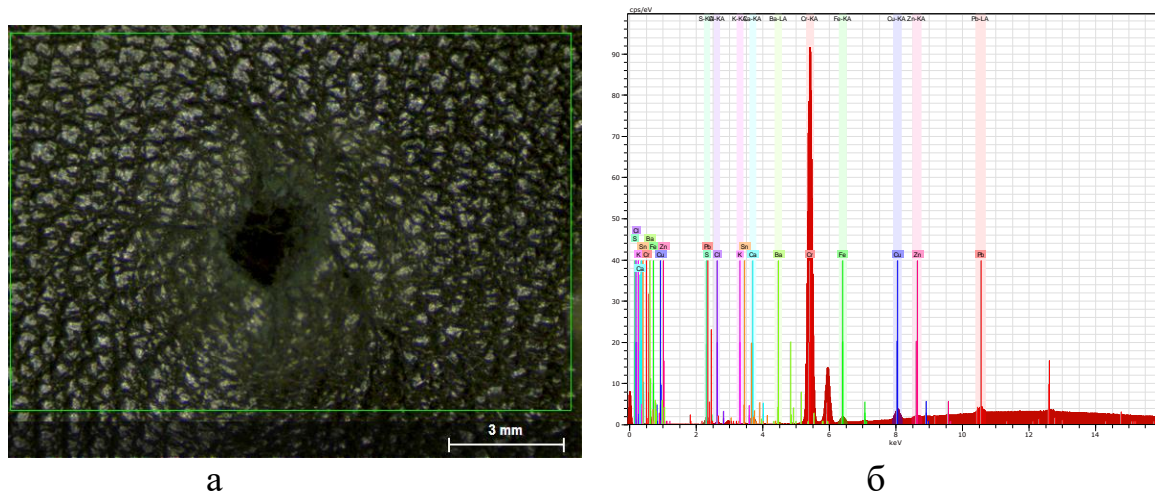 cps/eV
S-KA Cl-KA K-KA Ca-KA Ba-LA Cr-KA Fe-KA Cu-KA Zn-KA Pb-LA
90
80
70
60
50
40
30
20
10
0
Cl
S
Sn Ba
Fe Zn
K Cr Cu
Ca
Pb
S Cl
Sn
K Ca
Ba
Cr
Fe
Cu
Zn
Pb
0 2 4 6 8 10 12 14
keV
3 mm
а б